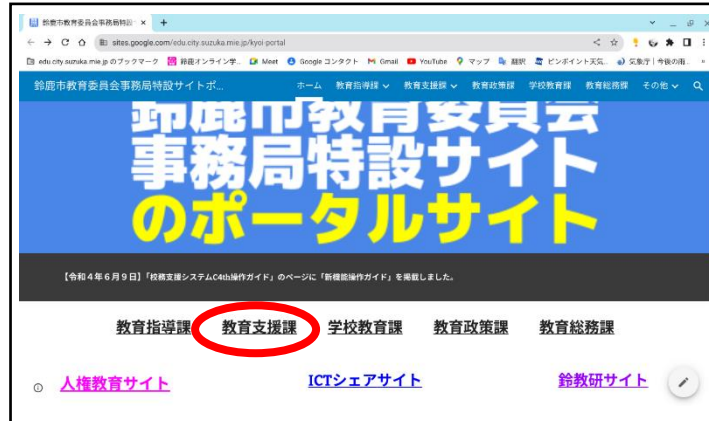 鈴鹿市教育委員会事務局特設
sites.google.com/edu.city.suzuka.mie.jp/kyoi-portal
edu.city.suzuka.mie.jp のブックマーク 鈴鹿オンライン学... Meet Google コンタクト Gmail YouTube マップ 翻訳 ピンポイント天気... 気象庁 | 今後の雨... »
鈴鹿市教育委員会事務局特設サイトポ... ホーム 教育指導課 教育支援課 教育政策課 学校教育課 教育総務課 その他
鈴鹿市教育委員会
事務局特設サイト
のポータルサイト
【令和4年6月9日】「校務支援システムC4th操作ガイド」のページに「新機能操作ガイド」を掲載しました。
教育指導課 教育支援課 学校教育課 教育政策課 教育総務課
人権教育サイト ICTシェアサイト 鈴教研サイト